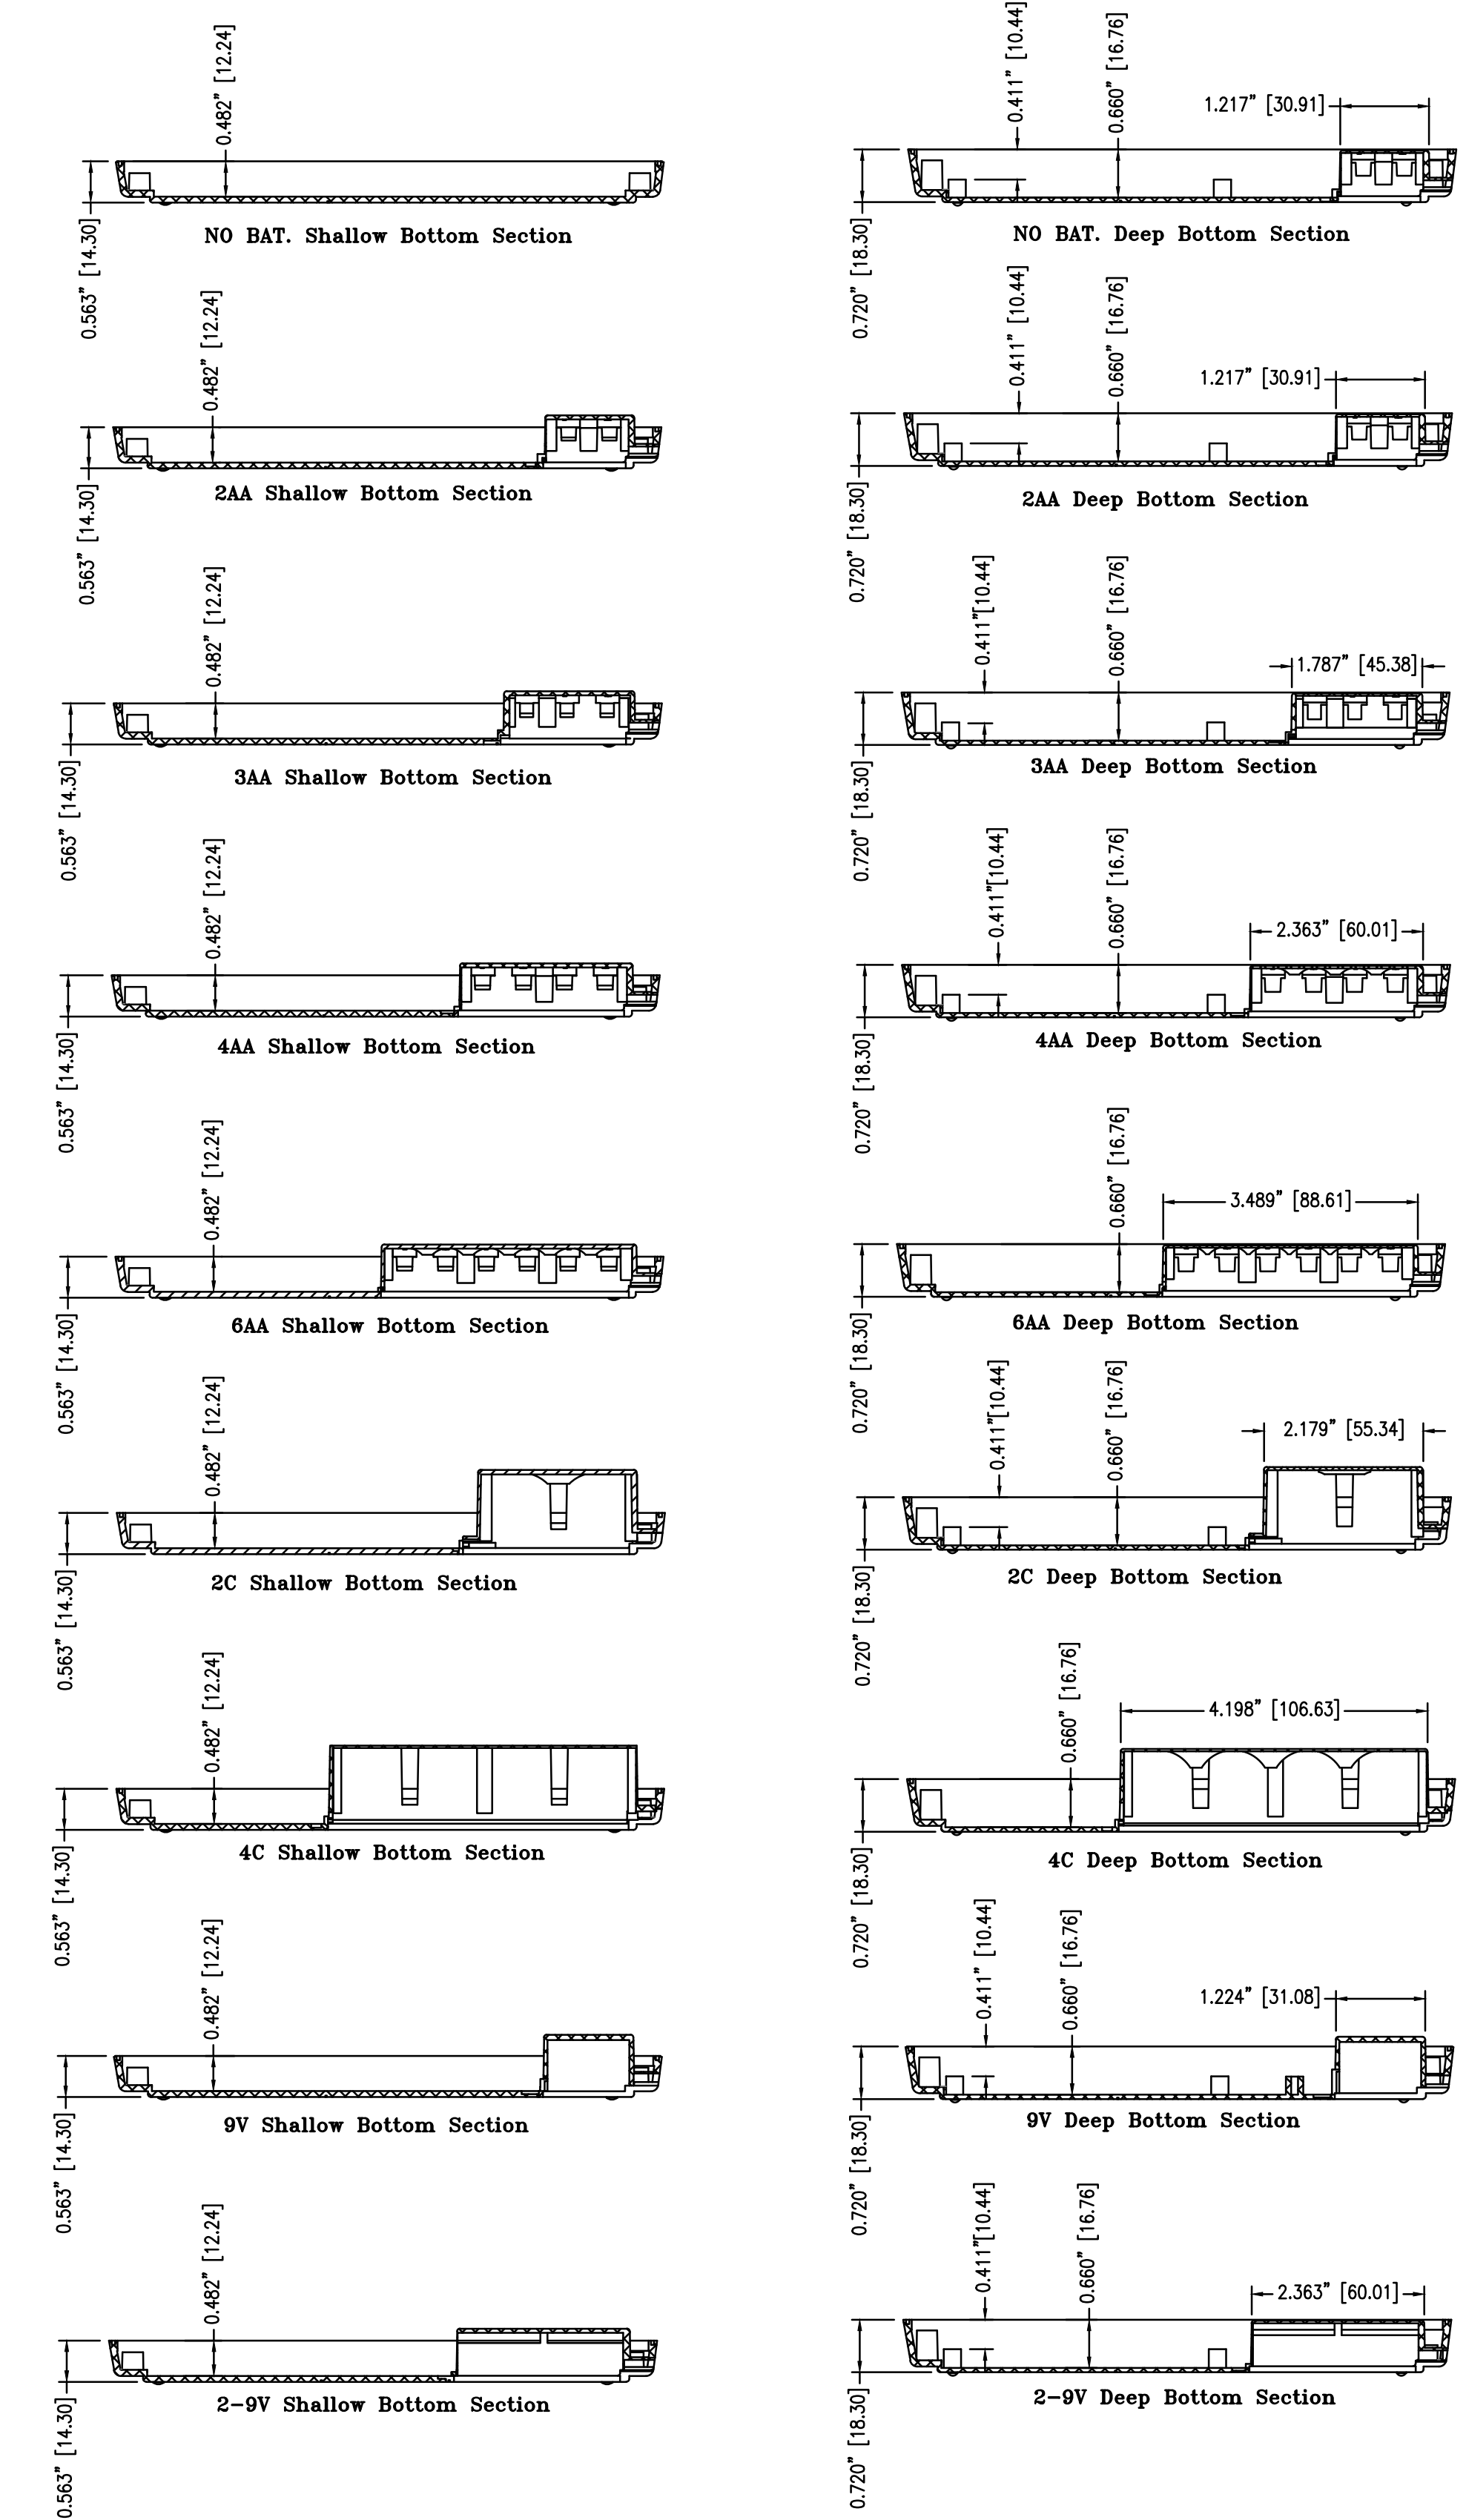 0.482” [12.24]
0.563” [14.30]
NO BAT. Shallow Bottom Section
0.411” [10.44]
0.660” [16.76]
1.217” [30.91]
0.720” [18.30]
NO BAT. Deep Bottom Section
0.482” [12.24]
0.563” [14.30]
2AA Shallow Bottom Section
0.411” [10.44]
0.660” [16.76]
1.217” [30.91]
0.720” [18.30]
2AA Deep Bottom Section
0.482” [12.24]
0.563” [14.30]
3AA Shallow Bottom Section
0.411”[10.44]
0.660” [16.76]
1.787” [45.38]
0.720” [18.30]
3AA Deep Bottom Section
0.482” [12.24]
0.563” [14.30]
4AA Shallow Bottom Section
0.411”[10.44]
0.660” [16.76]
2.363” [60.01]
0.720” [18.30]
4AA Deep Bottom Section
0.482” [12.24]
0.563” [14.30]
6AA Shallow Bottom Section
0.660” [16.76]
3.489” [88.61]
0.720” [18.30]
6AA Deep Bottom Section
0.482” [12.24]
0.563” [14.30]
2C Shallow Bottom Section
0.411”[10.44]
0.660” [16.76]
2.179” [55.34]
0.720” [18.30]
2C Deep Bottom Section
0.482” [12.24]
0.563” [14.30]
4C Shallow Bottom Section
0.660” [16.76]
4.198” [106.63]
0.720” [18.30]
4C Deep Bottom Section
0.482” [12.24]
0.563” [14.30]
9V Shallow Bottom Section
0.411” [10.44]
0.660” [16.76]
1.224” [31.08]
0.720” [18.30]
9V Deep Bottom Section
0.482” [12.24]
0.563” [14.30]
2-9V Shallow Bottom Section
0.411”[10.44]
0.660” [16.76]
2.363” [60.01]
0.720” [18.30]
2-9V Deep Bottom Section